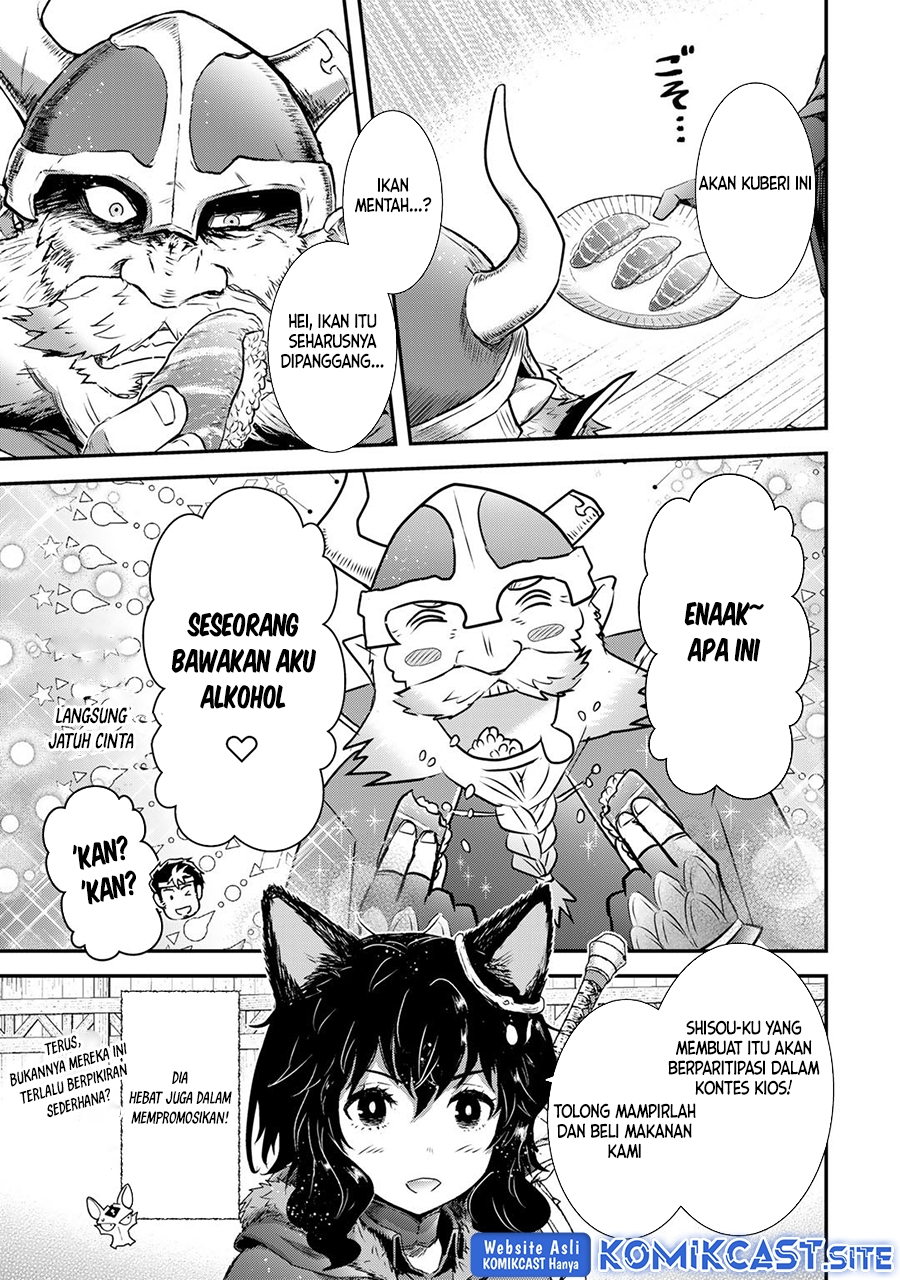 AKAN KUBERI INI
IKAN
MENTAH...?
HEI, IKAN ITU
SEHARUSNYA
DIPANGGANG...
ENAAK~
APA INI
SESEORANG
BAWAKAN AKU
ALKOHOL
♡
LANGSUNG
JATUH CINTA
'KAN?
'KAN?
SHISOU-KU YANG
MEMBUAT ITU AKAN
BERPARITIPASI DALAM
KONTES KIOS!
TOLONG MAMPIRLAH
DAN BELI MAKANAN
KAMI
DIA
HEBAT JUGA DALAM
MEMPROMOSIKAN!
TERUS,
BUKANNYA MEREKA INI
TERLALU BERPIKIRAN
SEDERHANA?
Website Asli
KOMIKCAST Hanya
KOMIKCAST.SITE